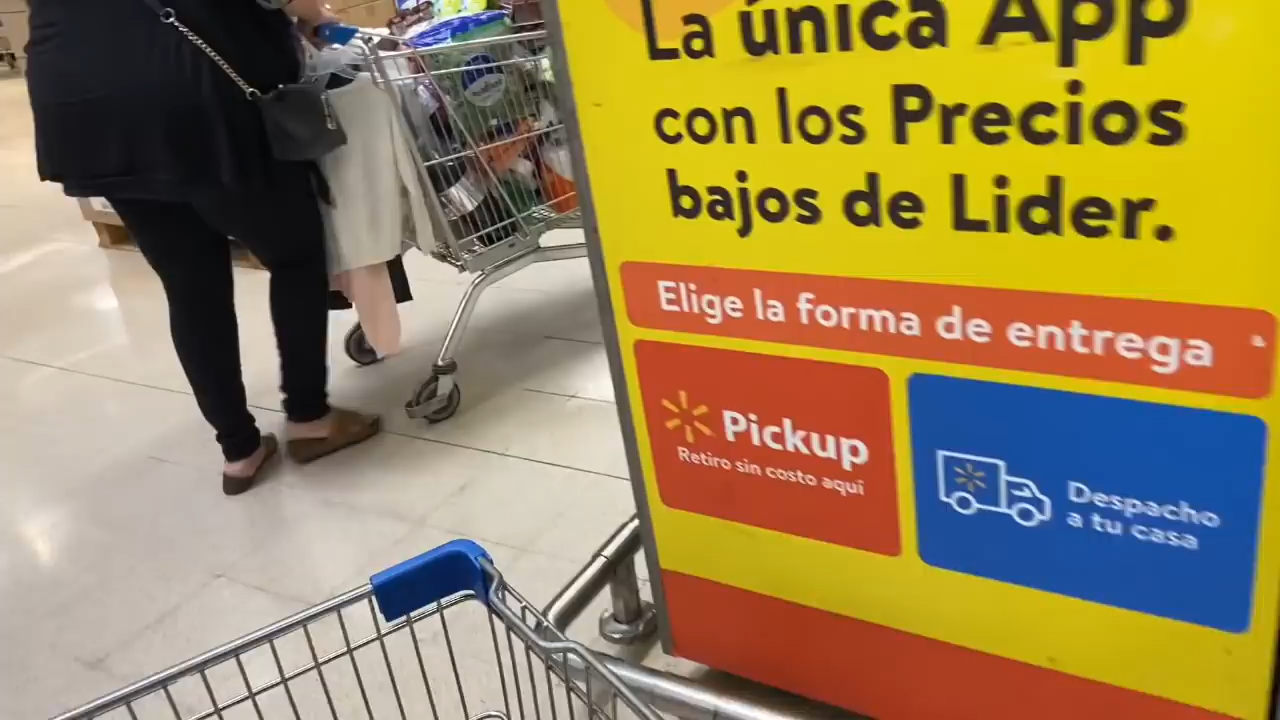 La única App
con los Precios
bajos de Lider.
Elige la forma de entrega
Pickup
Retiro sin costo aquí
Despacho
a tu casa